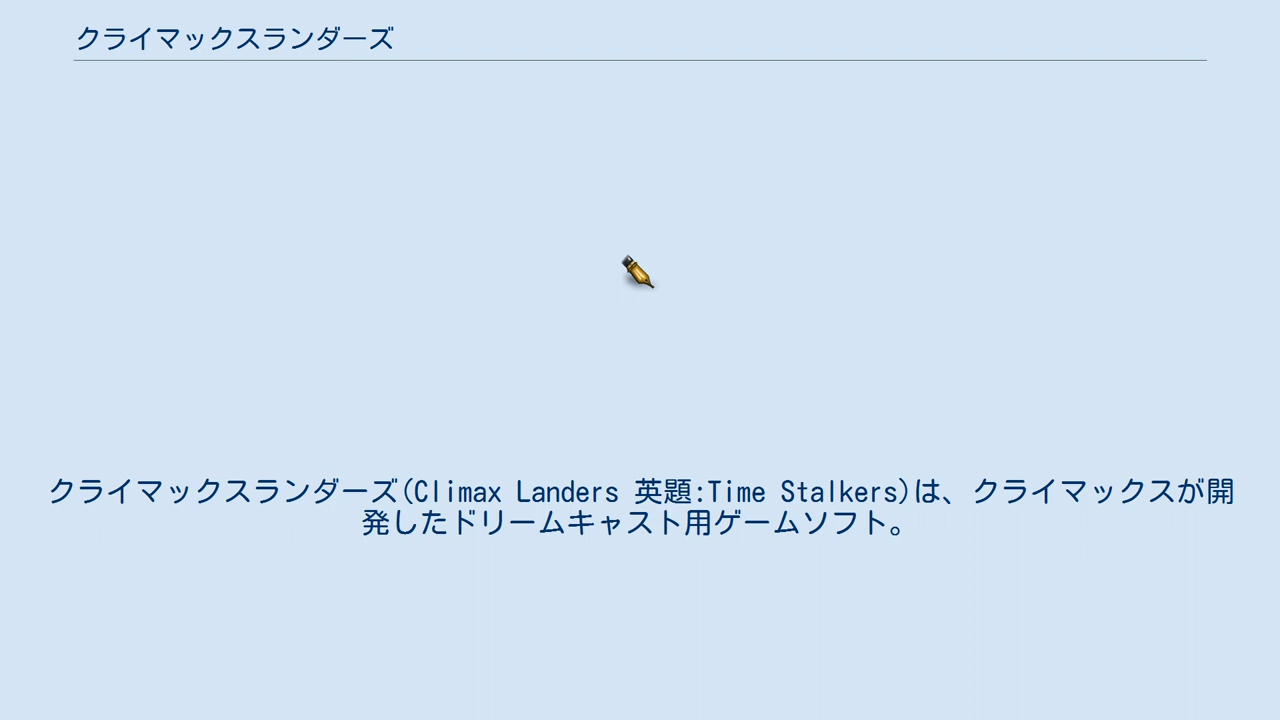 クライマックスランダーズ
クライマックスランダーズ(Climax Landers 英題:Time Stalkers)は、クライマックスが開
発したドリームキャスト用ゲームソフト。